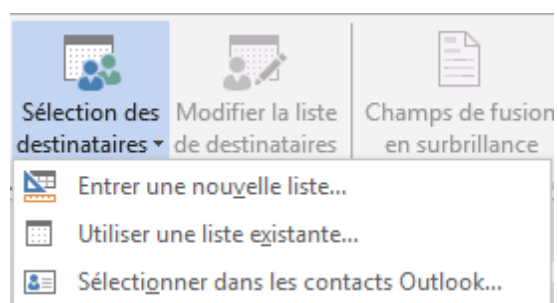 Sélection des Modifier la liste Champs de fusion
destinataires de destinataires en surbrillance
Entrer une nouvelle liste...
Utiliser une liste existante...
Sélectionner dans les contacts Outlook...